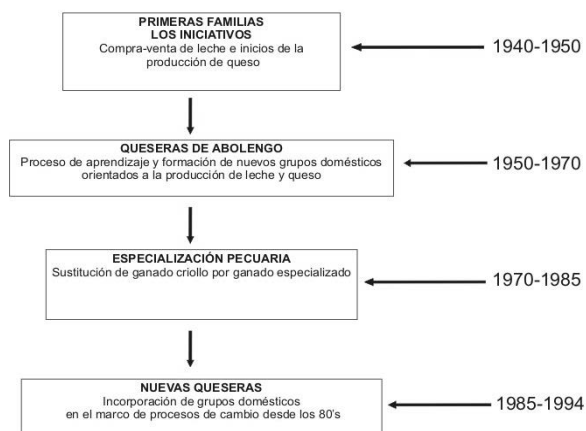 PRIMERAS FAMILIAS
LOS INICIATIVOS
Compra-venta de leche e inicios de la
producción de queso
1940-1950
QUESERAS DE ABOLENGO
Proceso de aprendizaje y formación de nuevos grupos domésticos
orientados a la producción de leche y queso
1950-1970
ESPECIALIZACIÓN PECUARIA
Sustitución de ganado criollo por ganado especializado
1970-1985
NUEVAS QUESERAS
Incorporación de grupos domésticos
en el marco de procesos de cambio desde los 80's
1985-1994